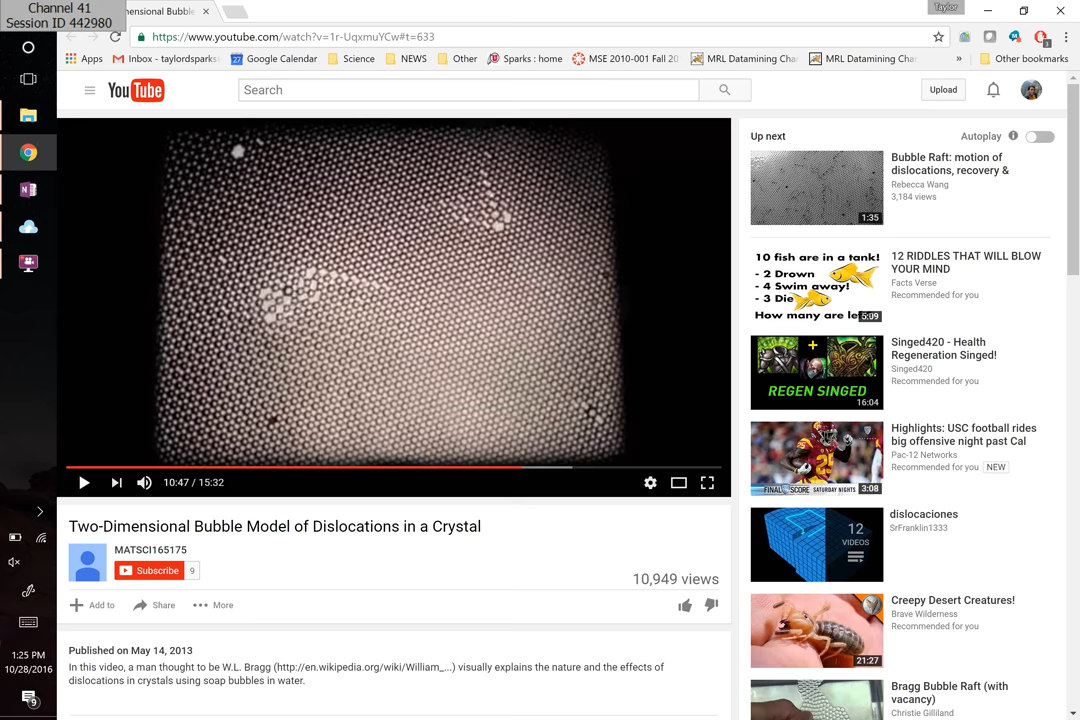 Channel 41
Session ID 442980
ensional Bubble
Taylor
https://www.youtube.com/watch?v=1r-UqxmuYCw#t=633
3
Apps
Inbox - taylordsparks
27
Google Calendar
Science
NEWS
Other
Sparks : home
MSE 2010-001 Fall 20
MRL Datamining Cha
MRL Datamining Char
»
Other bookmarks
YouTube
Search
Upload
10:47 / 15:32
Two-Dimensional Bubble Model of Dislocations in a Crystal
MATSCI165175
Subscribe
9
10,949 views
Add to
Share
More
Published on May 14, 2013
In this video, a man thought to be W.L. Bragg (http://en.wikipedia.org/wiki/William_...) visually explains the nature and the effects of
dislocations in crystals using soap bubbles in water.
Up next
Autoplay
Bubble Raft: motion of
dislocations, recovery &
Rebecca Wang
3,184 views
1:35
10 fish are in a tank!
- 2 Drown
- 4 Swim away!
- 3 Die
How many are le
5:09
12 RIDDLES THAT WILL BLOW
YOUR MIND
Facts Verse
Recommended for you
+
REGEN SINGED
16:04
Singed420 - Health
Regeneration Singed!
Singed420
Recommended for you
25
FINAL SCORE SATURDAY NIGHTS
3:08
Highlights: USC football rides
big offensive night past Cal
Pac-12 Networks
Recommended for you
NEW
12
VIDEOS
dislocaciones
SrFranklin1333
21:27
Creepy Desert Creatures!
Brave Wilderness
Recommended for you
Bragg Bubble Raft (with
vacancy)
Christie Gilliland
1:25 PM
10/28/2016
9